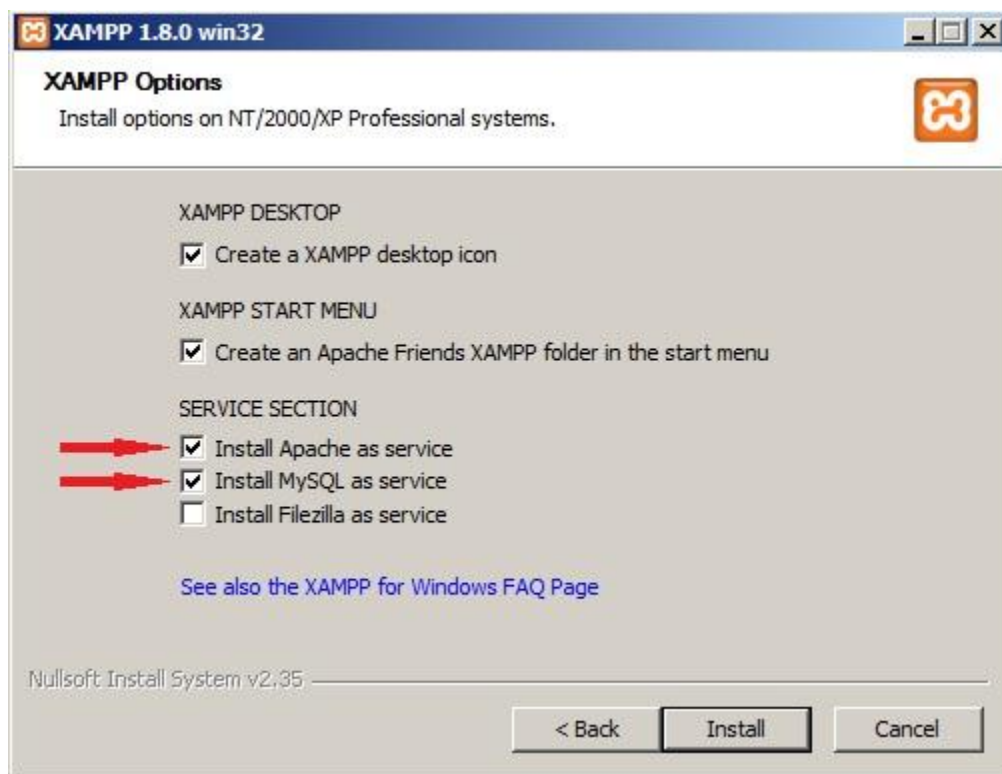 XAMPP 1.8.0 win32
XAMPP Options
Install options on NT/2000/XP Professional systems.
XAMPP DESKTOP
Create a XAMPP desktop icon
XAMPP START MENU
Create an Apache Friends XAMPP folder in the start menu
SERVICE SECTION
Install Apache as service
Install MySQL as service
Install Filezilla as service
See also the XAMPP for Windows FAQ Page
Nullsoft Install System v2.35
< Back Install Cancel